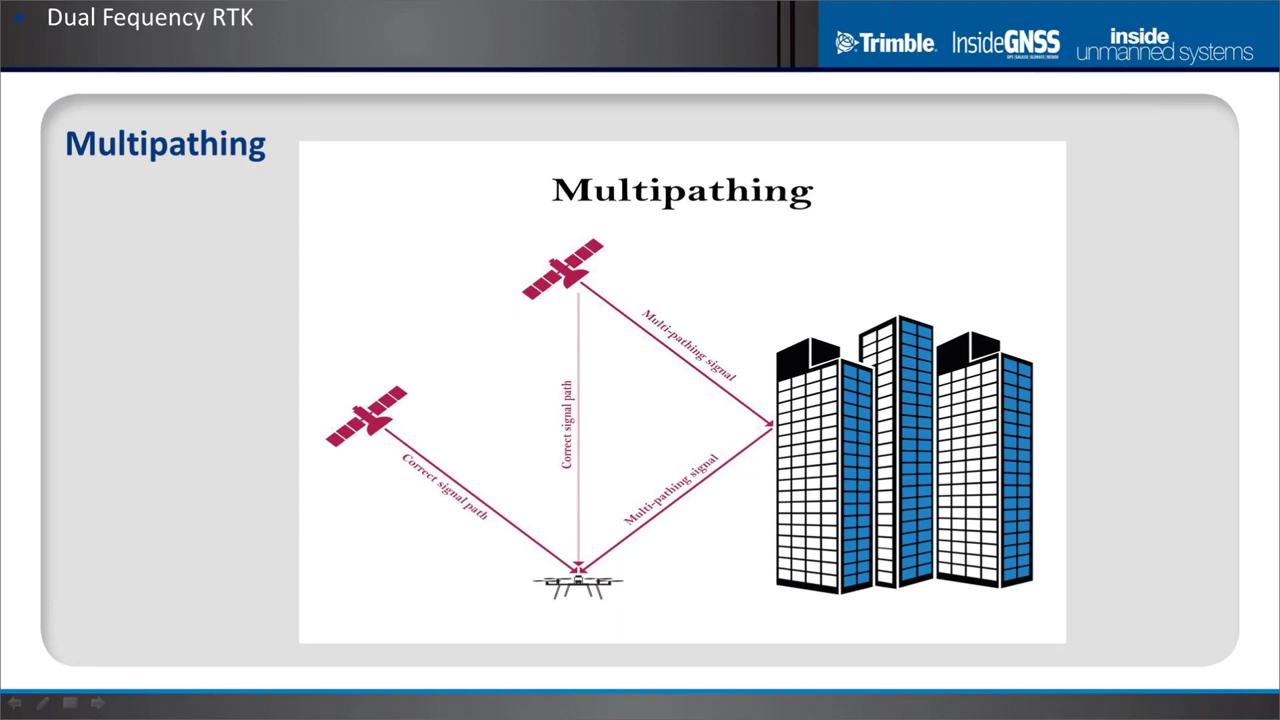 Dual Fequency RTK
Trimble
InsideGNSS
inside
unmanned systems
Multipathing
Multipathing
Multi-pathing signal
Correct signal path
Correct signal path
Multi-pathing signal